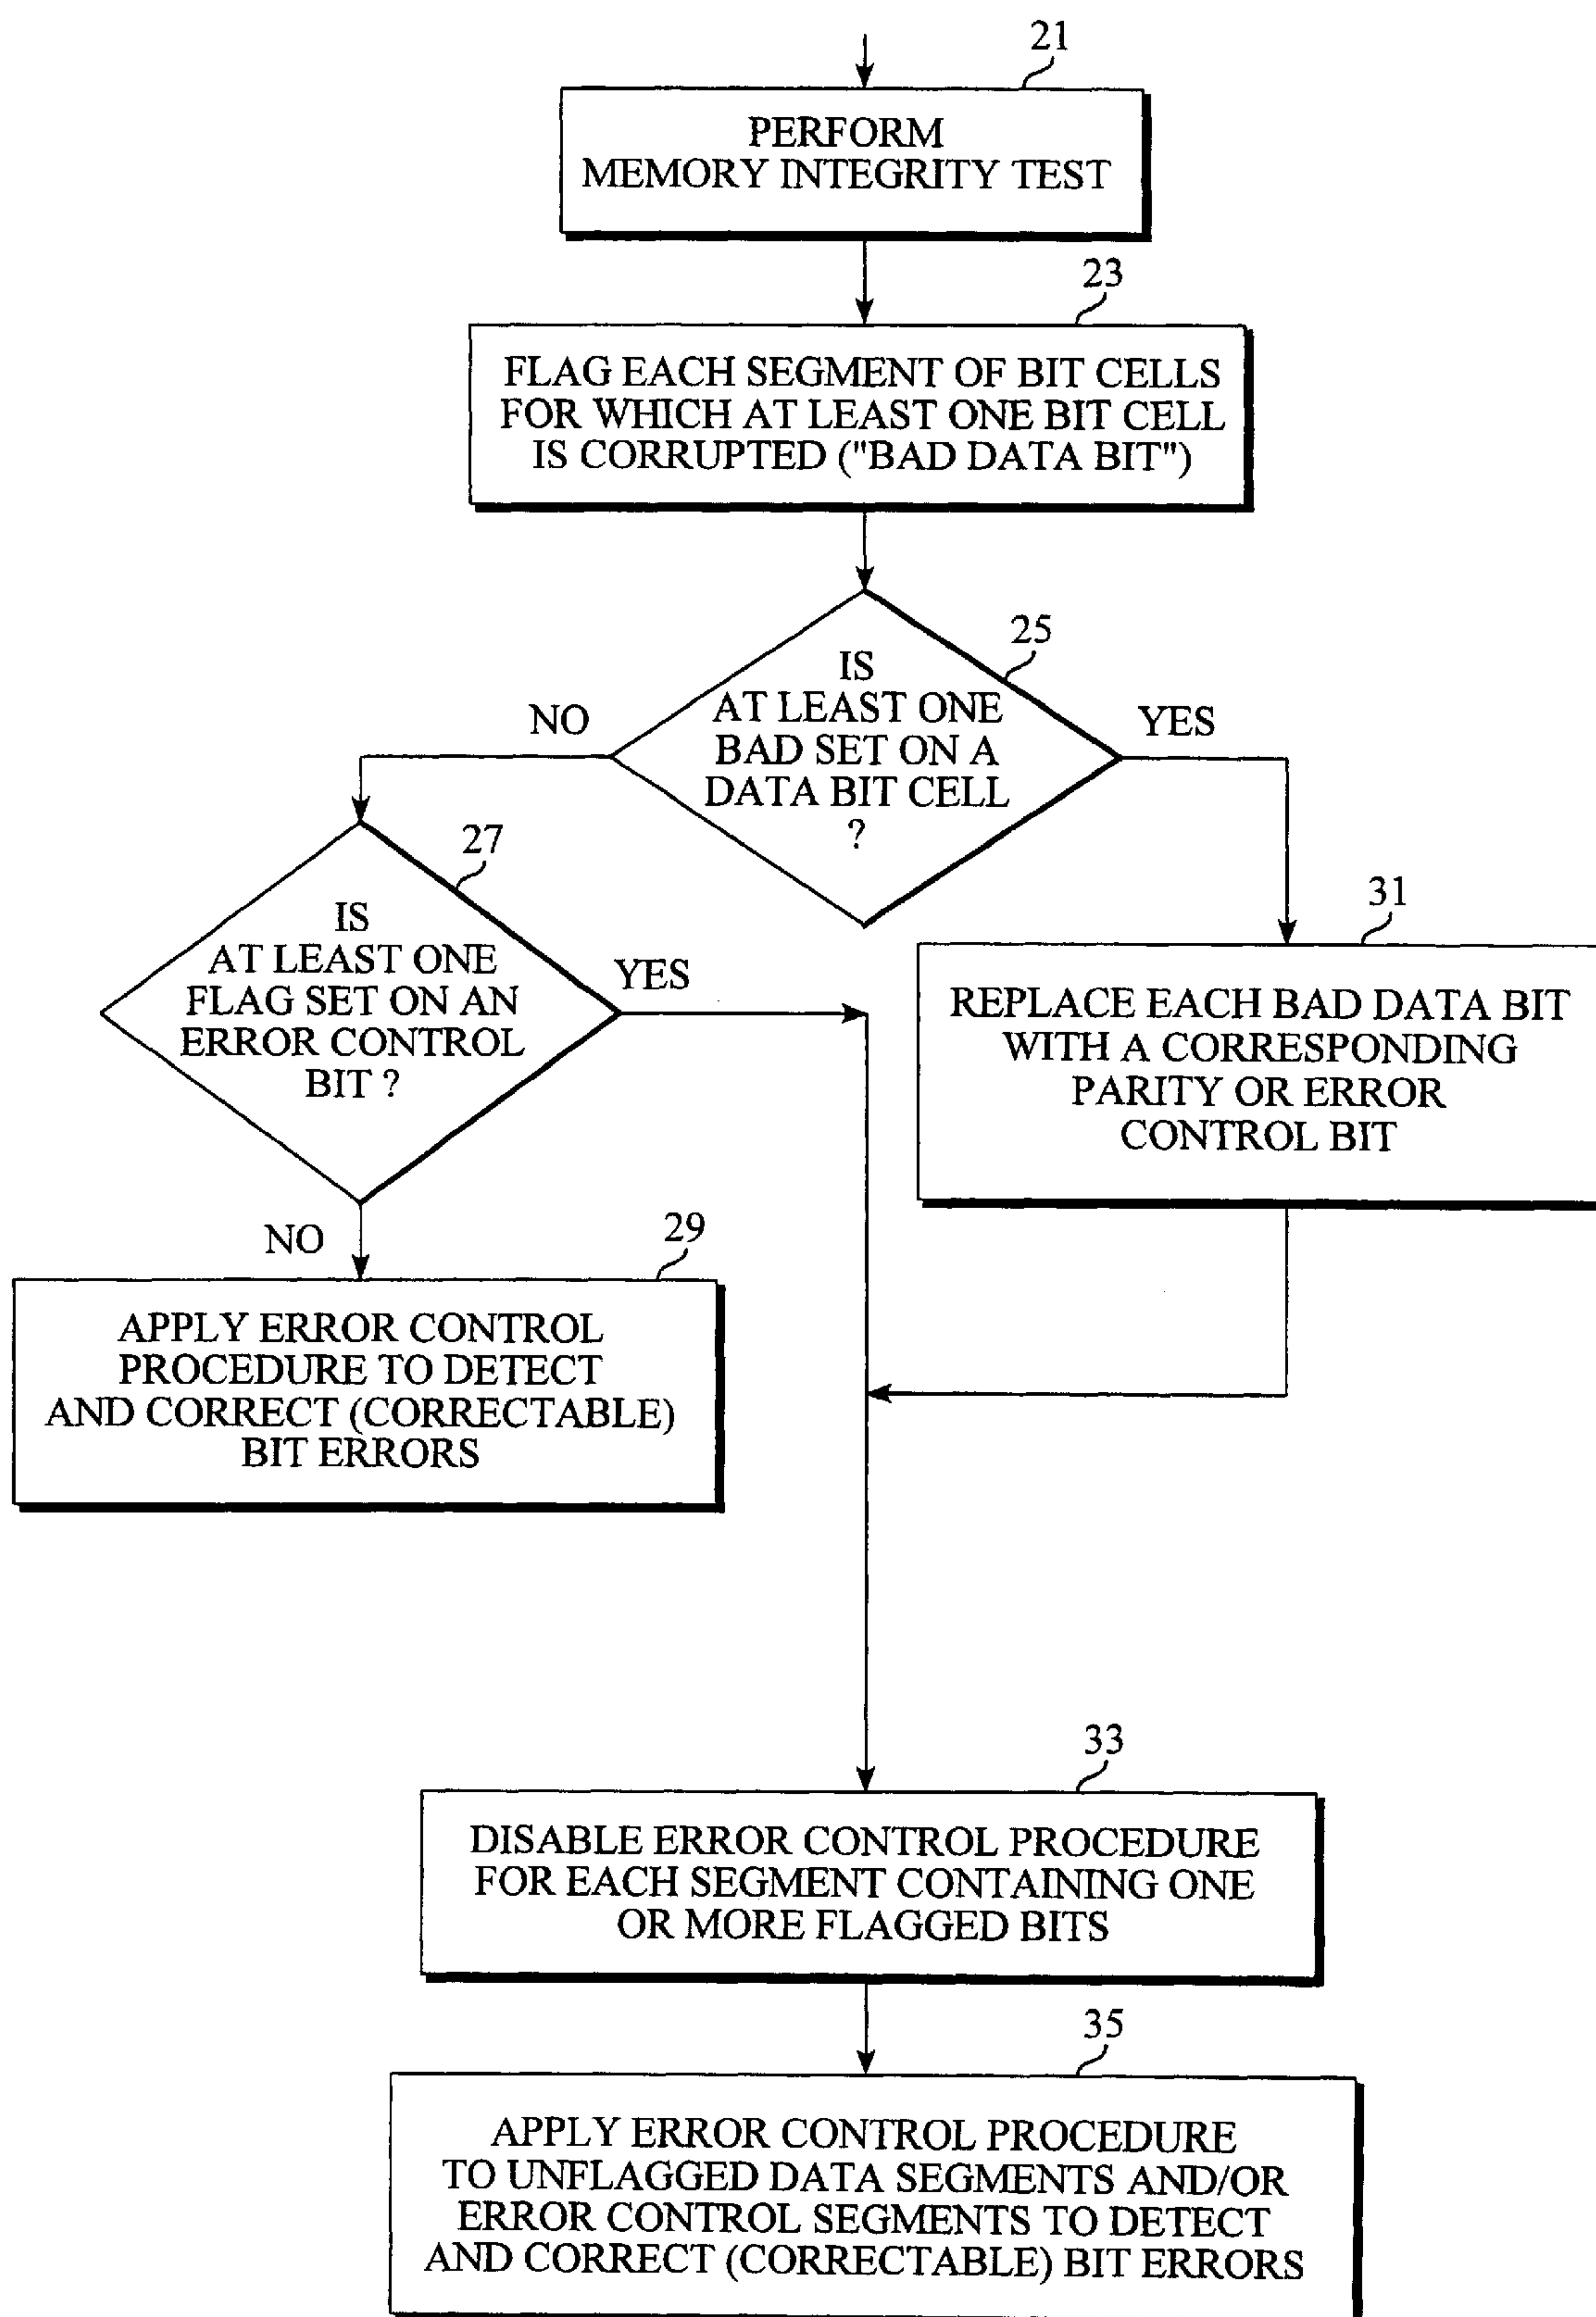 21
PERFORM
MEMORY INTEGRITY TEST
23
FLAG EACH SEGMENT OF BIT CELLS
FOR WHICH AT LEAST ONE BIT CELL
IS CORRUPTED ("BAD DATA BIT")
25
IS
AT LEAST ONE
BAD SET ON A
DATA BIT CELL
?
NO
YES
27
IS
AT LEAST ONE
FLAG SET ON AN
ERROR CONTROL
BIT ?
YES
NO
31
REPLACE EACH BAD DATA BIT
WITH A CORRESPONDING
PARITY OR ERROR
CONTROL BIT
29
APPLY ERROR CONTROL
PROCEDURE TO DETECT
AND CORRECT (CORRECTABLE)
BIT ERRORS
33
DISABLE ERROR CONTROL PROCEDURE
FOR EACH SEGMENT CONTAINING ONE
OR MORE FLAGGED BITS
35
APPLY ERROR CONTROL PROCEDURE
TO UNFLAGGED DATA SEGMENTS AND/OR
ERROR CONTROL SEGMENTS TO DETECT
AND CORRECT (CORRECTABLE) BIT ERRORS